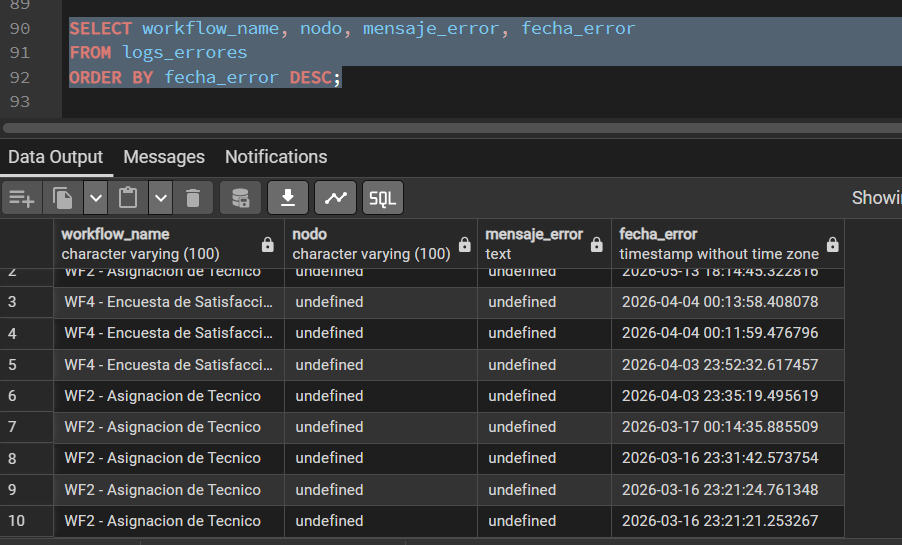 89
90 SELECT workflow_name, nodo, mensaje_error, fecha_error
91 FROM logs_errores
92 ORDER BY fecha_error DESC;
93
Data Output Messages Notifications
SQL Showi
workflow_name nodo mensaje_error fecha_error
character varying (100) character varying (100) text timestamp without time zone
2 WF2 - Asignacion de Tecnico undefined undefined 2026-05-13 18:14:45.322816
3 WF4 - Encuesta de Satisfacci... undefined undefined 2026-04-04 00:13:58.408078
4 WF4 - Encuesta de Satisfacci... undefined undefined 2026-04-04 00:11:59.476796
5 WF4 - Encuesta de Satisfacci... undefined undefined 2026-04-03 23:52:32.617457
6 WF2 - Asignacion de Tecnico undefined undefined 2026-04-03 23:35:19.495619
7 WF2 - Asignacion de Tecnico undefined undefined 2026-03-17 00:14:35.885509
8 WF2 - Asignacion de Tecnico undefined undefined 2026-03-16 23:31:42.573754
9 WF2 - Asignacion de Tecnico undefined undefined 2026-03-16 23:21:24.761348
10 WF2 - Asignacion de Tecnico undefined undefined 2026-03-16 23:21:21.253267